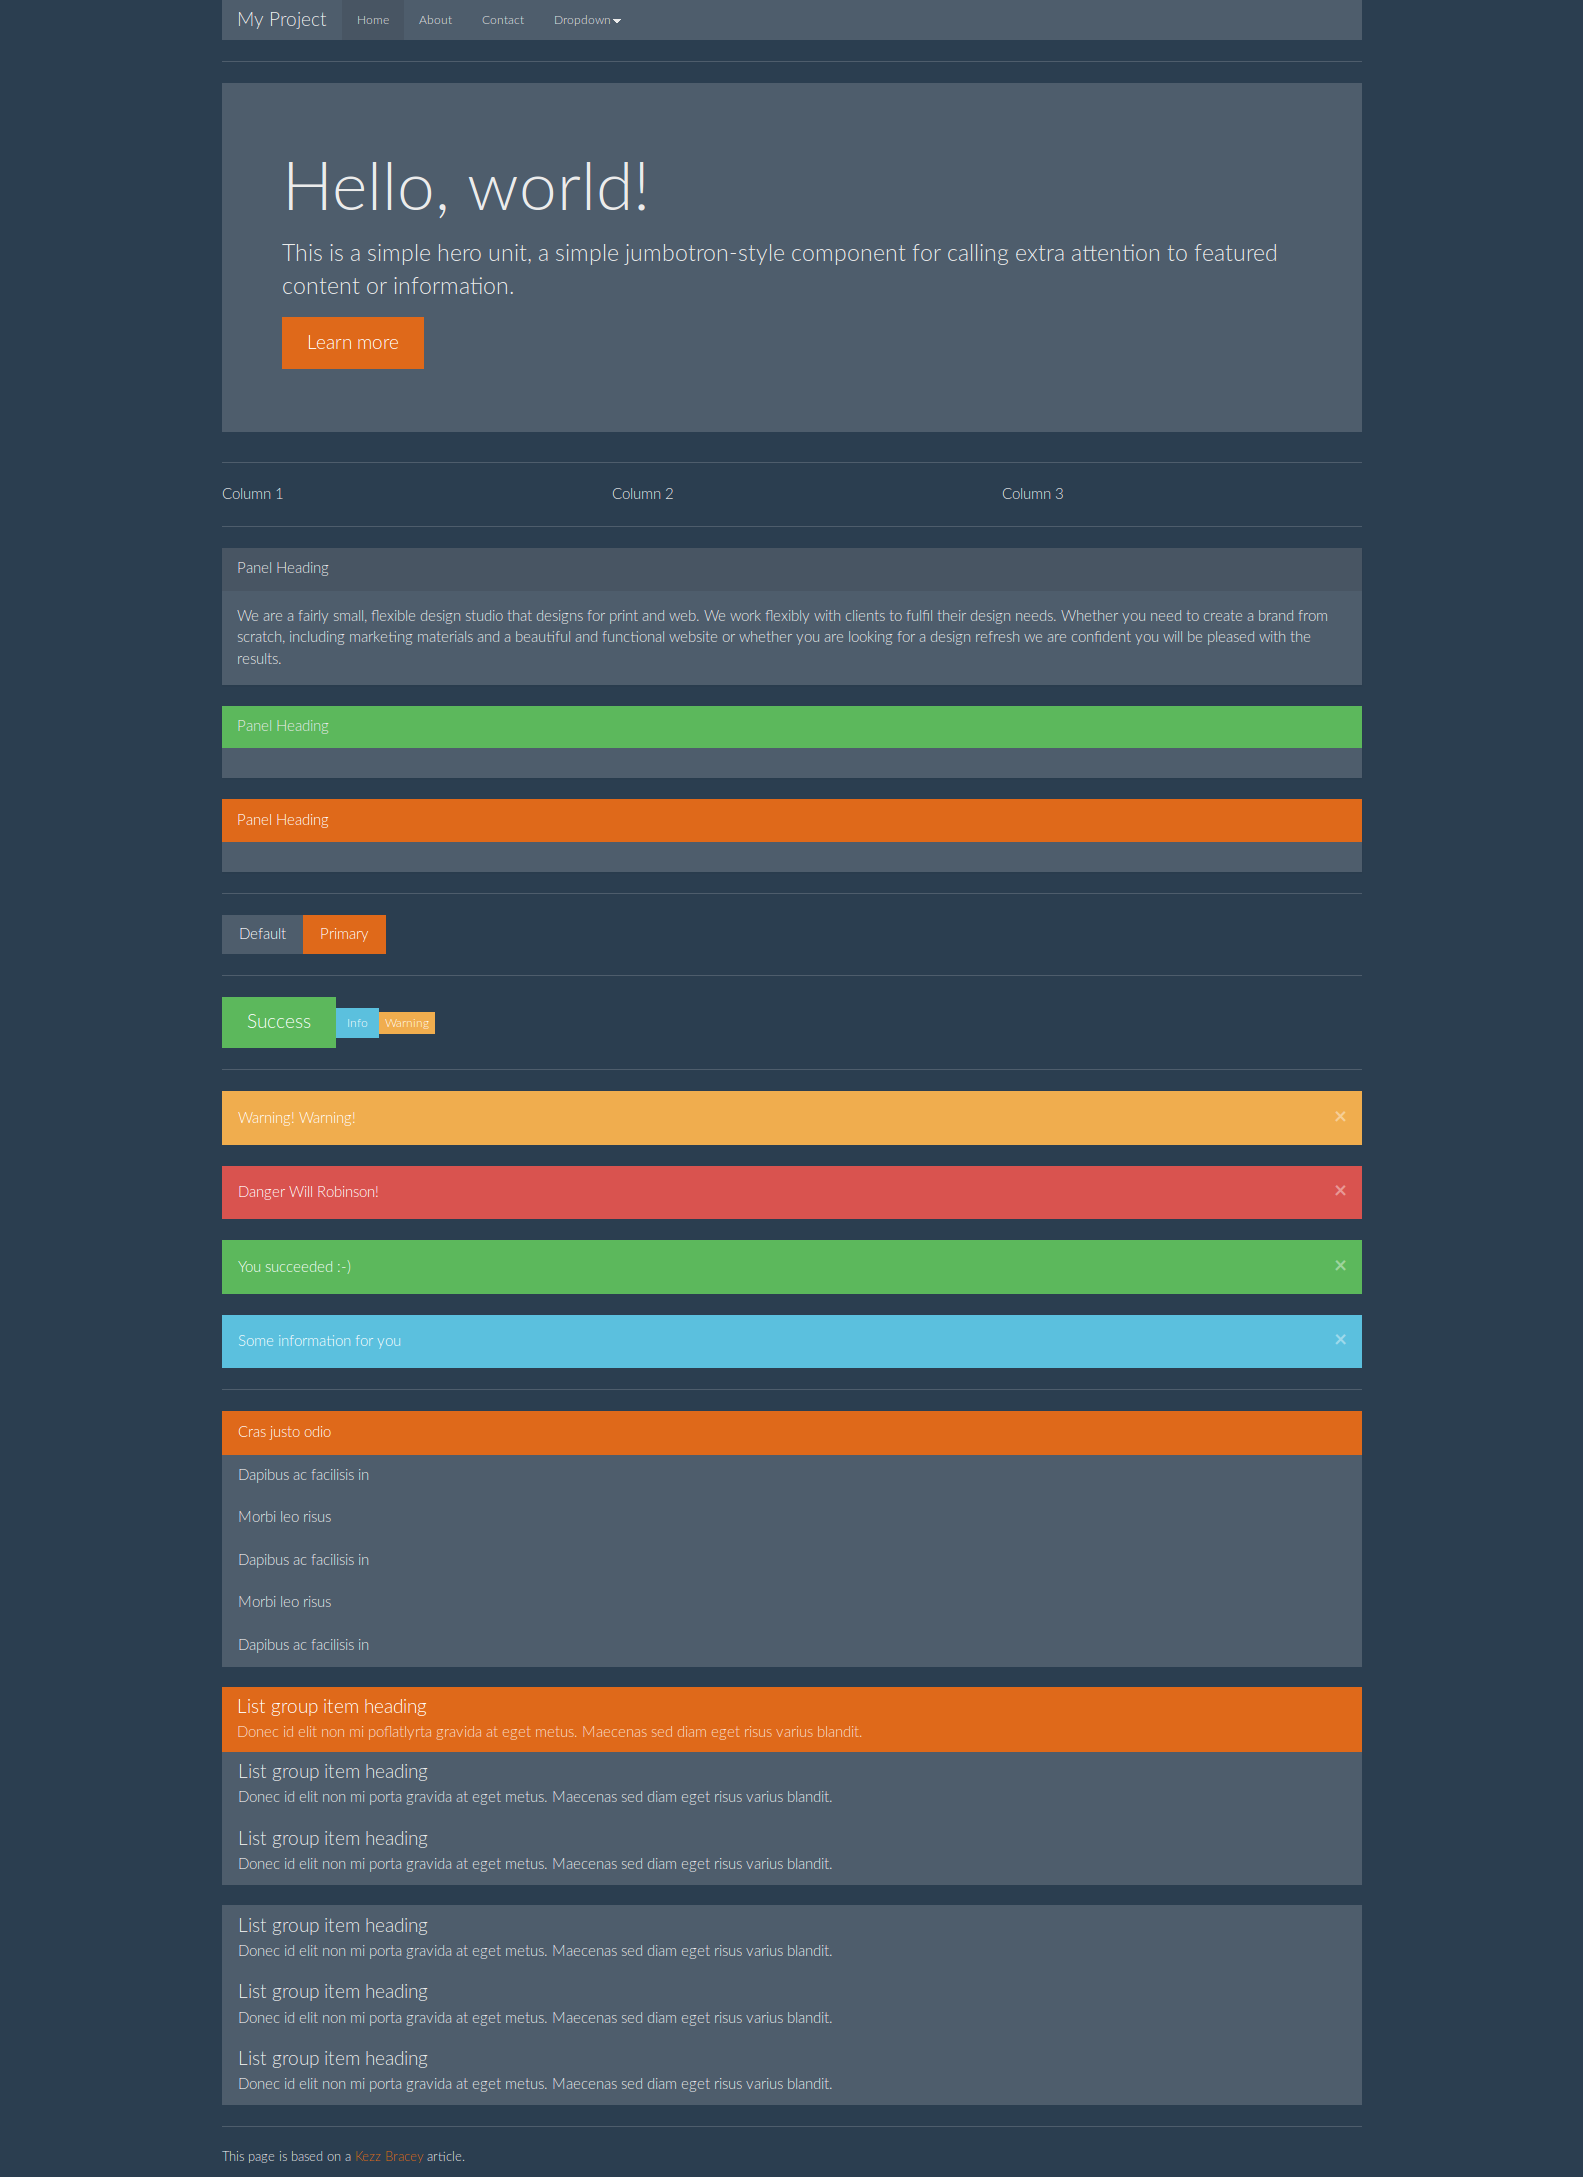 My Project Home About Contact Dropdown
Hello, world!
This is a simple hero unit, a simple jumbotron-style component for calling extra attention to featured
content or information.
Learn more
Column 1 Column 2 Column 3
Panel Heading
We are a fairly small, flexible design studio that designs for print and web. We work flexibly with clients to fulfil their design needs. Whether you need to create a brand from
scratch, including marketing materials and a beautiful and functional website or whether you are looking for a design refresh we are confident you will be pleased with the
results.
Panel Heading
Panel Heading
Default Primary
Success Info Warning
Warning! Warning! ×
Danger Will Robinson! ×
You succeeded :-) ×
Some information for you ×
Cras justo odio
Dapibus ac facilisis in
Morbi leo risus
Dapibus ac facilisis in
Morbi leo risus
Dapibus ac facilisis in
List group item heading
Donec id elit non mi poflatlyrta gravida at eget metus. Maecenas sed diam eget risus varius blandit.
List group item heading
Donec id elit non mi porta gravida at eget metus. Maecenas sed diam eget risus varius blandit.
List group item heading
Donec id elit non mi porta gravida at eget metus. Maecenas sed diam eget risus varius blandit.
List group item heading
Donec id elit non mi porta gravida at eget metus. Maecenas sed diam eget risus varius blandit.
List group item heading
Donec id elit non mi porta gravida at eget metus. Maecenas sed diam eget risus varius blandit.
List group item heading
Donec id elit non mi porta gravida at eget metus. Maecenas sed diam eget risus varius blandit.
This page is based on a Kezz Bracey article.